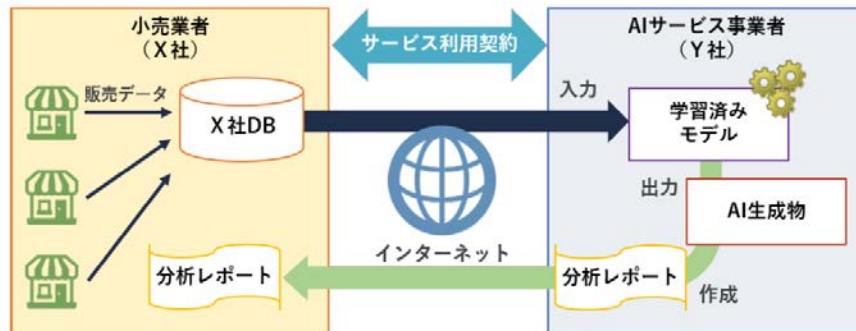 小売業者
（X社）
サービス利用契約
AIサービス事業者
（Y社）
販売データ
X社DB
入力
学習済み
モデル
出力
AI生成物
インターネット
分析レポート
分析レポート
作成